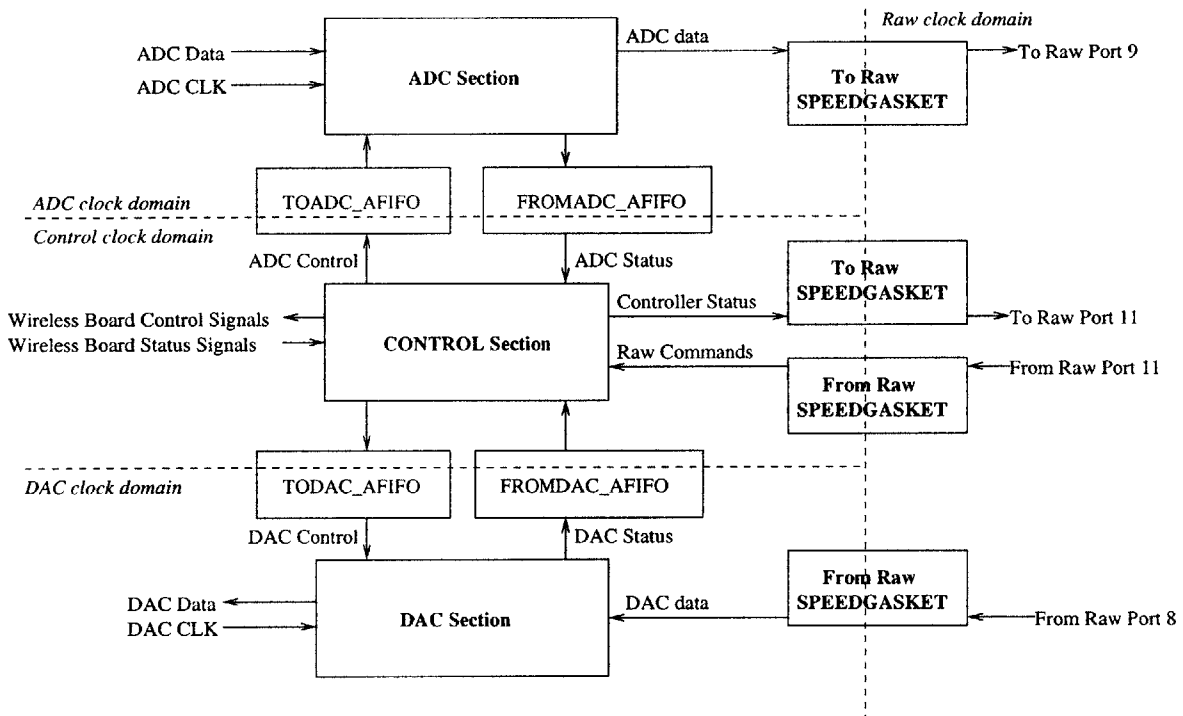 Raw clock domain
ADC Data
ADC CLK
ADC Section
ADC data
To Raw
SPEEDGASKET
To Raw Port 9
TOADC_AFIFO
FROMADC_AFIFO
ADC clock domain
Control clock domain
ADC Control
ADC Status
To Raw
SPEEDGASKET
Controller Status
To Raw Port 11
Wireless Board Control Signals
Wireless Board Status Signals
CONTROL Section
Raw Commands
From Raw Port 11
From Raw
SPEEDGASKET
DAC clock domain
TODAC_AFIFO
FROMDAC_AFIFO
DAC Control
DAC Status
DAC Data
DAC CLK
DAC Section
DAC data
From Raw
SPEEDGASKET
From Raw Port 8